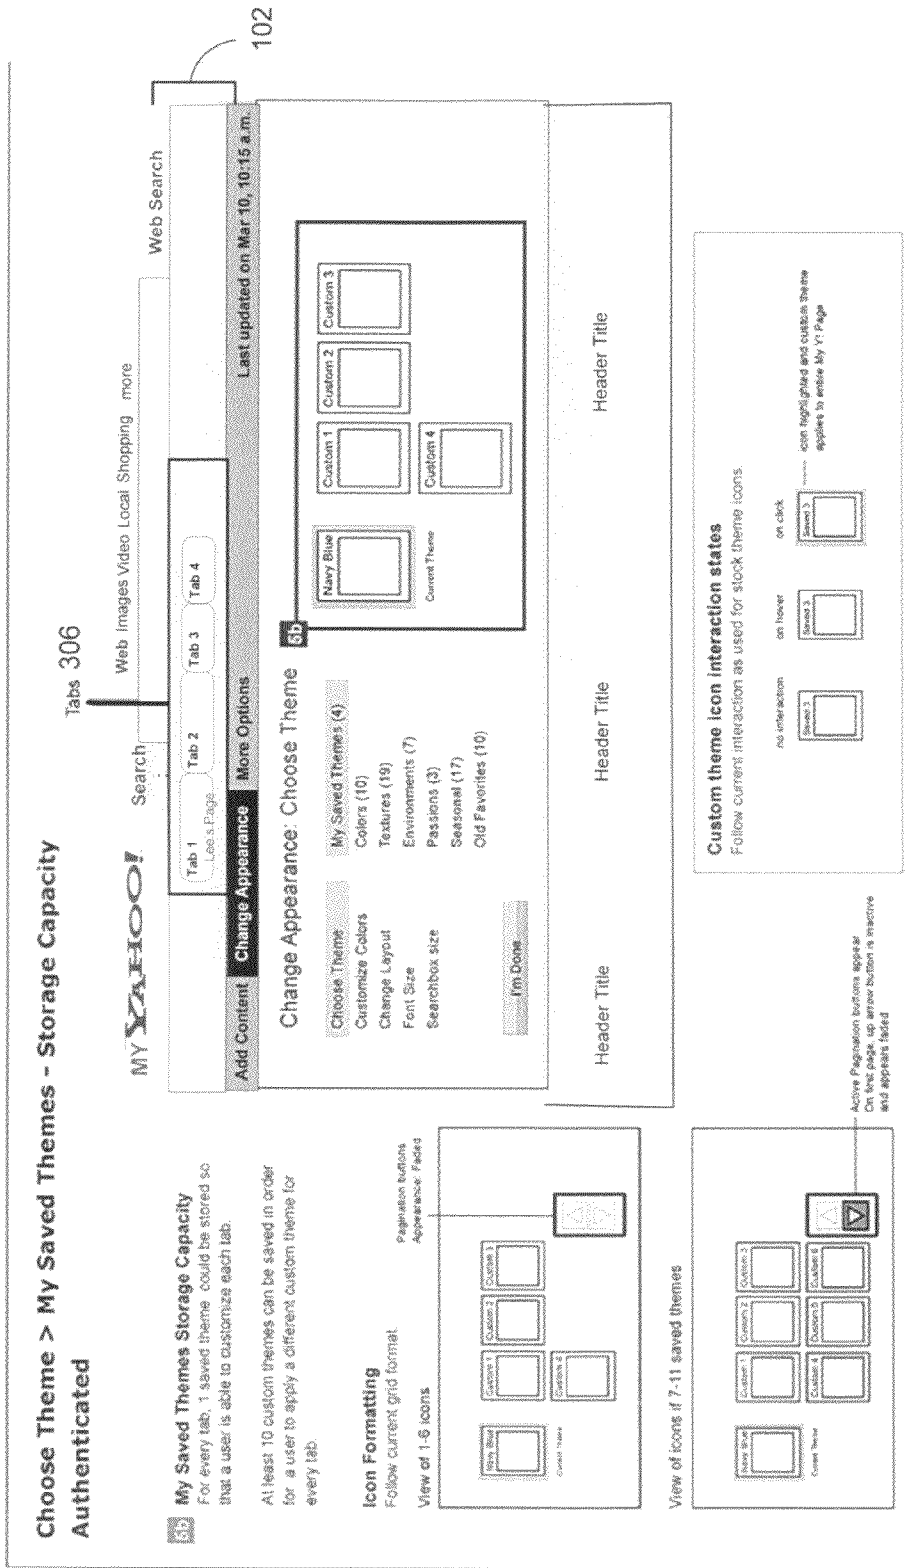 Choose Theme > My Saved Themes - Storage Capacity
Authenticated
My Saved Themes Storage Capacity
For every tab, 1 saved theme could be stored so
that a user is able to customize each tab.
At least 10 custom themes can be saved in order
for a user to apply a different custom theme for
every tab.
Icon Formatting
Follow current grid format.
View of 1-6 icons
Navy Blue
Custom 1
Custom 2
Custom 3
Custom 4
Current Theme
Pagination buttons
Appearance: Faded
View of icons if 7-11 saved themes
Navy Blue
Custom 1
Custom 2
Custom 3
Custom 4
Custom 5
Custom 6
Current Theme
Active Pagination buttons appear
On first page, up arrow button is inactive
and appears faded
Tabs 306
102
MY YAHOO!
Search
Web Images Video Local Shopping more
Web Search
Tab 1
Lee's Page
Tab 2
Tab 3
Tab 4
Add Content
Change Appearance
More Options
Last updated on Mar 10, 10:15 a.m.
Change Appearance: Choose Theme
Choose Theme
Customize Colors
Change Layout
Font Size
Searchbox size
I'm Done
My Saved Themes (4)
Colors (10)
Textures (19)
Environments (7)
Passions (3)
Seasonal (17)
Old Favorites (10)
Navy Blue
Current Theme
Custom 1
Custom 2
Custom 3
Custom 4
Header Title
Header Title
Header Title
Custom theme icon interaction states
Follow current interaction as used for stock theme icons.
no interaction
on hover
on click
Saved 3
Saved 3
Saved 3
icon highlighted and custom theme
applies to entire My Y! Page